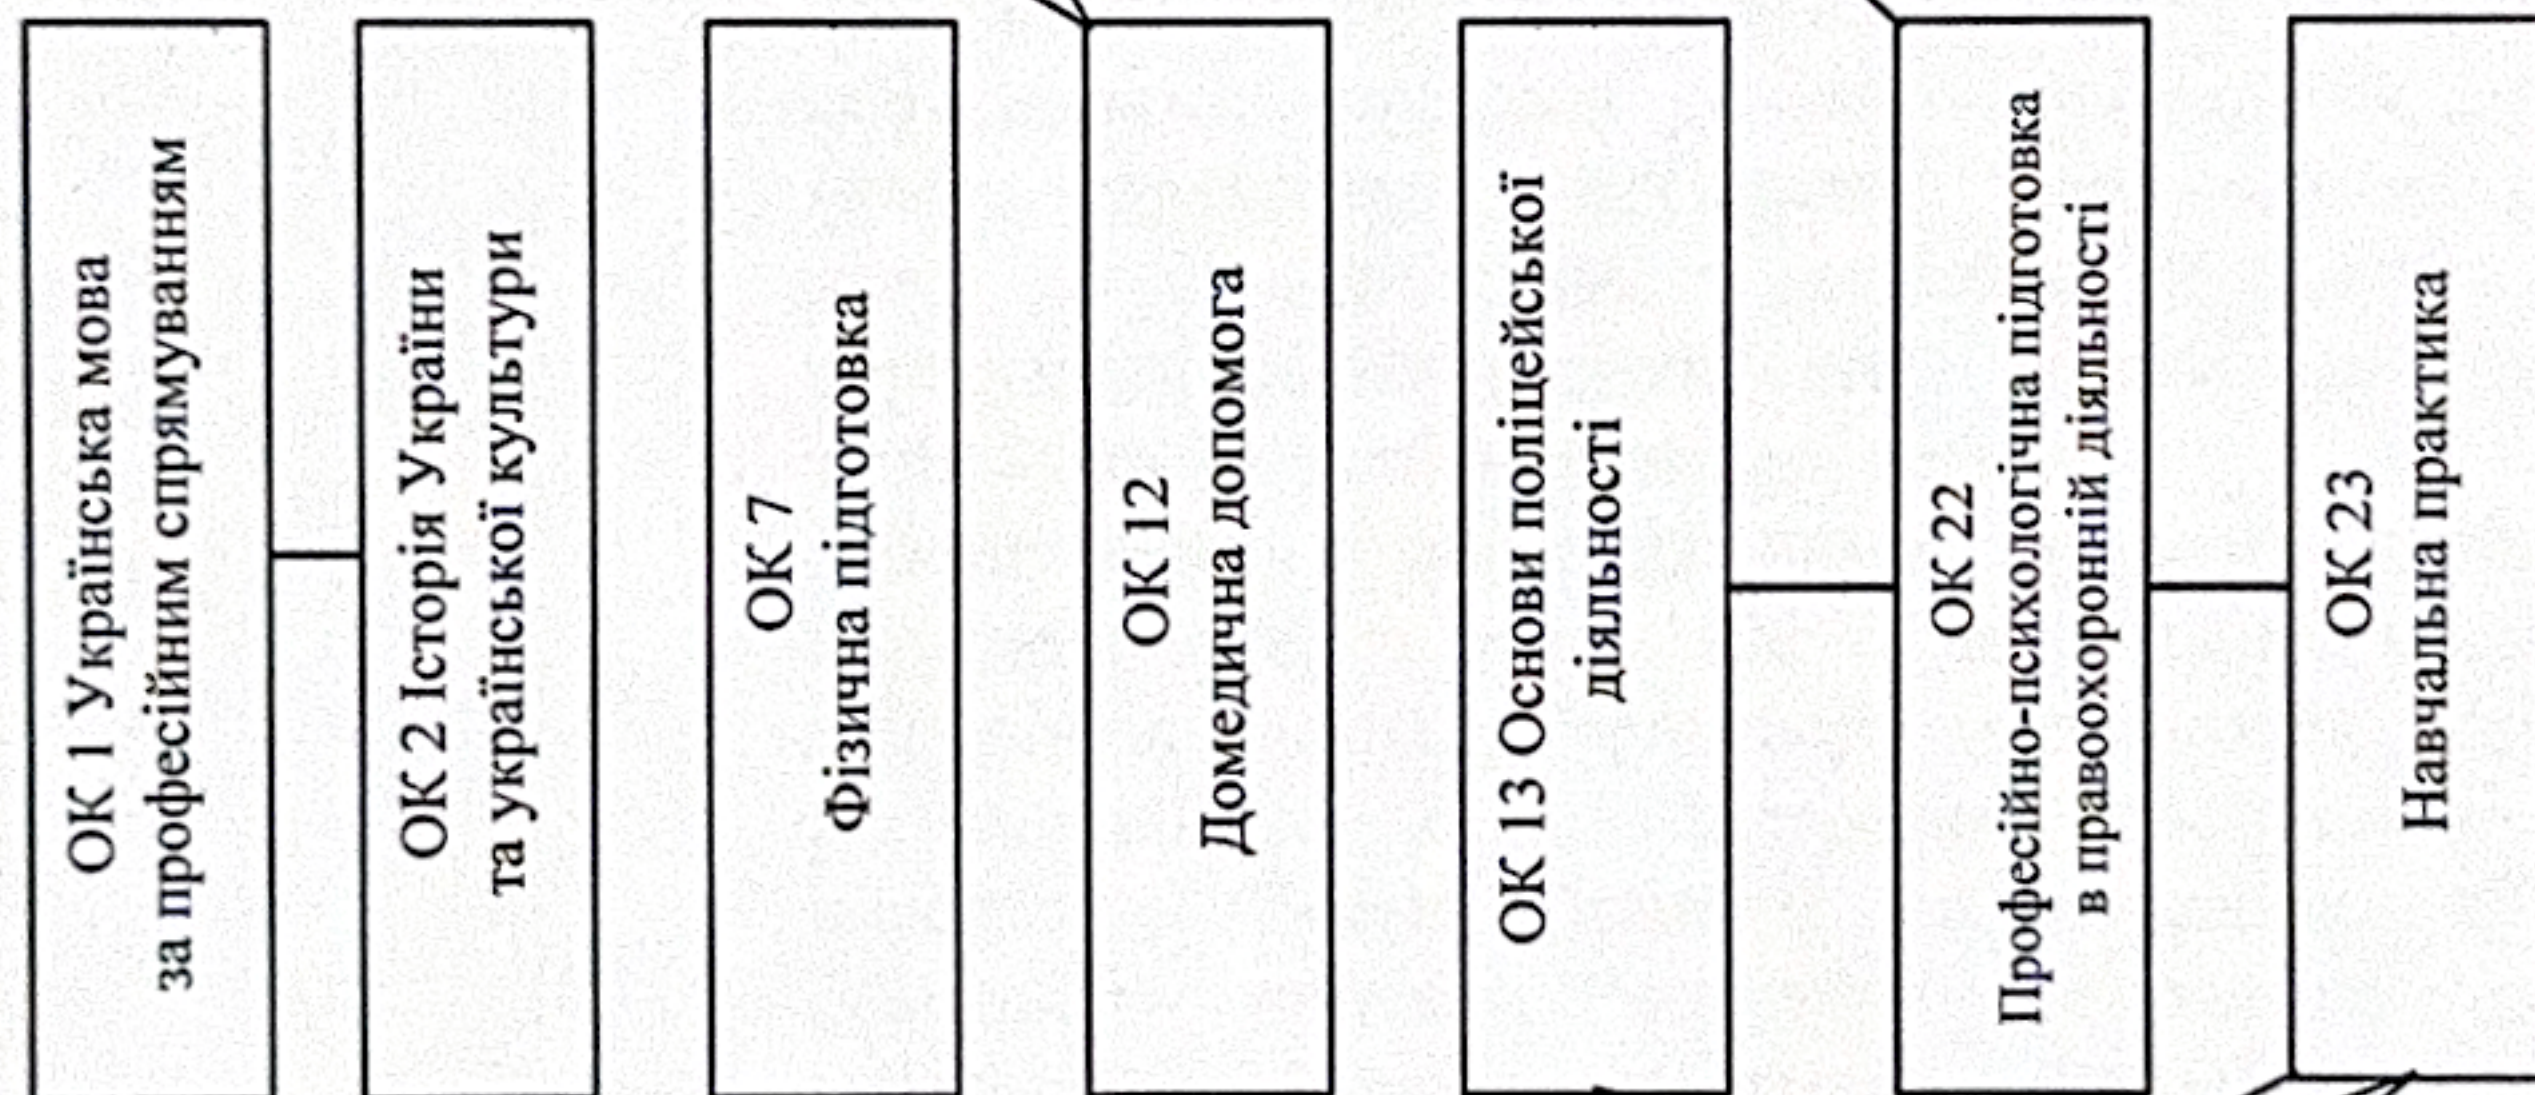 ОК 1 Українська мова
за професійним спрямуванням
ОК 2 Історія України
та української культури
ОК 7
Фізична підготовка
ОК 12
Домедична допомога
ОК 13 Основи поліцейської
діяльності
ОК 22
Професійно-психологічна підготовка
в правоохоронній діяльності
ОК 23
Навчальна практика